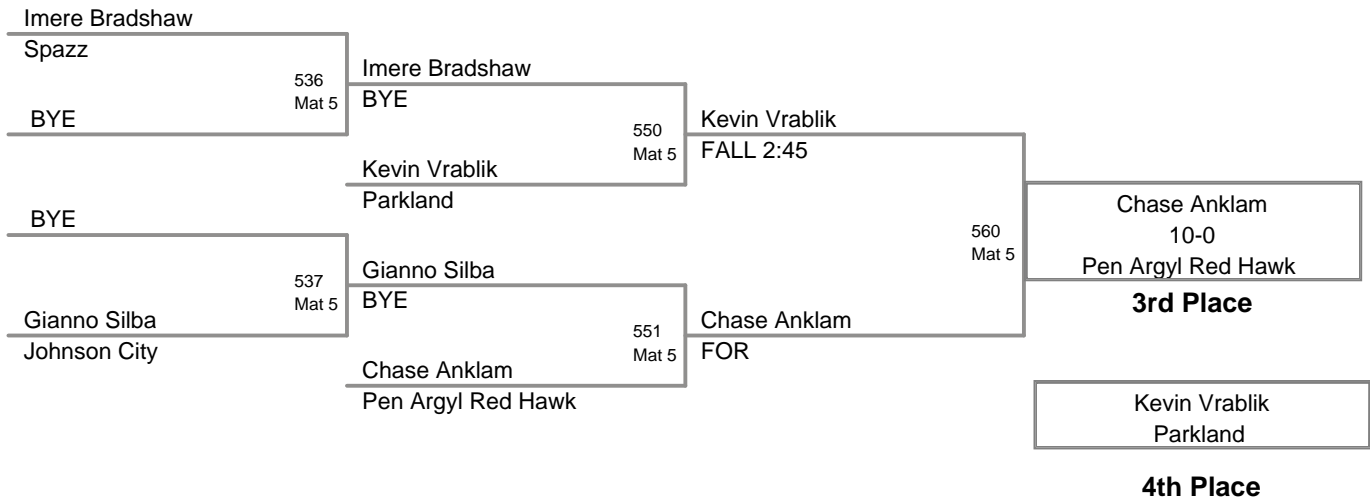 Imere Bradshaw
Spazz
536
Mat 5
Imere Bradshaw
BYE
BYE
550
Mat 5
Kevin Vrablik
FALL 2:45
Kevin Vrablik
Parkland
BYE
560
Mat 5
Chase Anklam
10-0
Pen Argyl Red Hawk
3rd Place
537
Mat 5
Gianno Silba
BYE
Gianno Silba
Johnson City
551
Mat 5
Chase Anklam
FOR
Chase Anklam
Pen Argyl Red Hawk
Kevin Vrablik
Parkland
4th Place